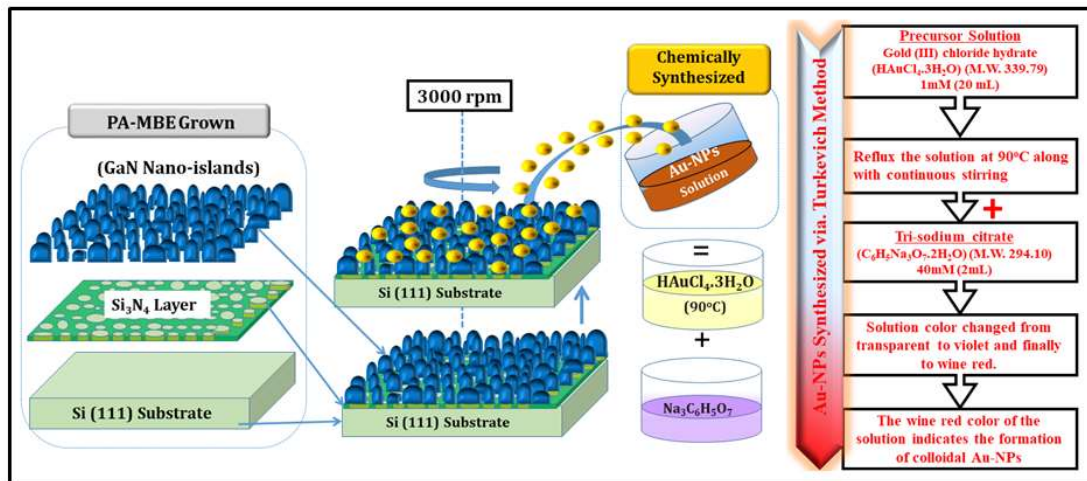 PA-MBE Grown
(GaN Nano-islands)
Si₃N₄ Layer
Si (111) Substrate
3000 rpm
Si (111) Substrate
Si (111) Substrate
Chemically
Synthesized
Au-NPs
Solution
=
HAuCl₄.3H₂O
(90°C)
+
Na₃C₆H₅O₇
Au-NPs Synthesized via. Turkevich Method
Precursor Solution
Gold (III) chloride hydrate
(HAuCl₄.3H₂O) (M.W. 339.79)
1mM (20 mL)
Reflux the solution at 90°C along
with continuous stirring
+
Tri-sodium citrate
(C₆H₅Na₃O₇.2H₂O) (M.W. 294.10)
40mM (2mL)
Solution color changed from
transparent to violet and finally
to wine red.
The wine red color of the
solution indicates the formation
of colloidal Au-NPs